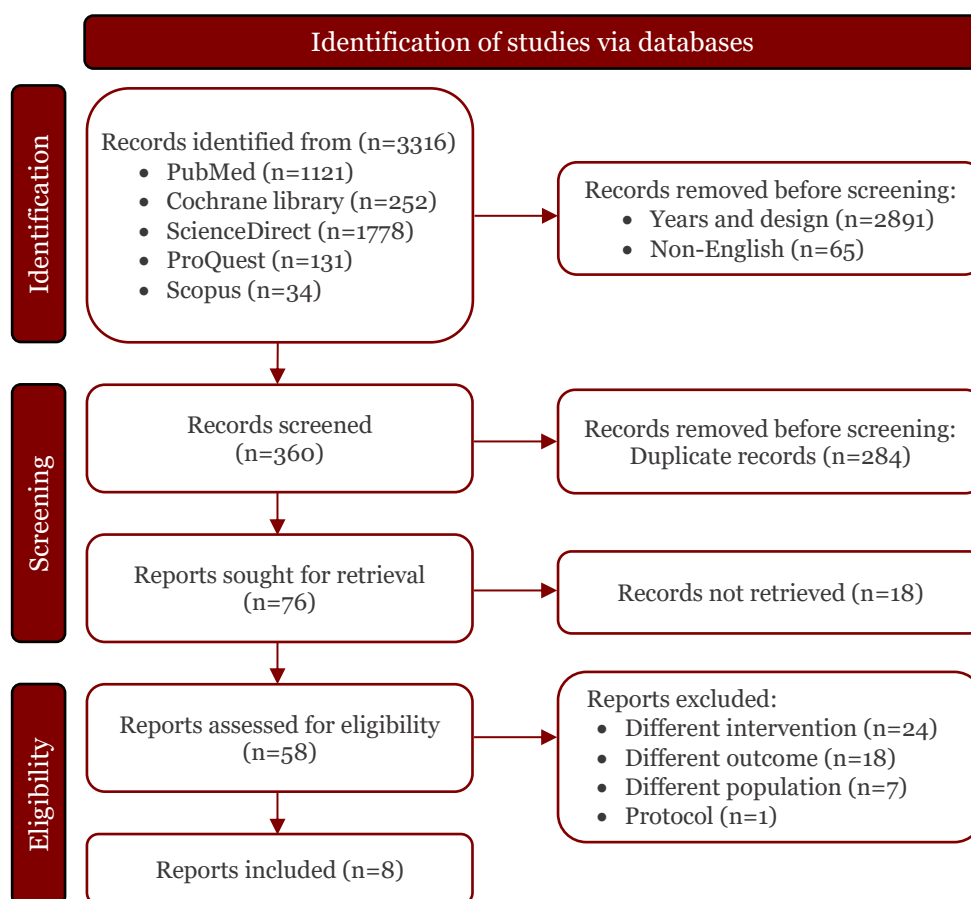 Identification of studies via databases
Identification
Records identified from (n=3316)
• PubMed (n=1121)
• Cochrane library (n=252)
• ScienceDirect (n=1778)
• ProQuest (n=131)
• Scopus (n=34)
Records removed before screening:
• Years and design (n=2891)
• Non-English (n=65)
Screening
Records screened
(n=360)
Records removed before screening:
Duplicate records (n=284)
Reports sought for retrieval
(n=76)
Records not retrieved (n=18)
Eligibility
Reports assessed for eligibility
(n=58)
Reports excluded:
• Different intervention (n=24)
• Different outcome (n=18)
• Different population (n=7)
• Protocol (n=1)
Reports included (n=8)